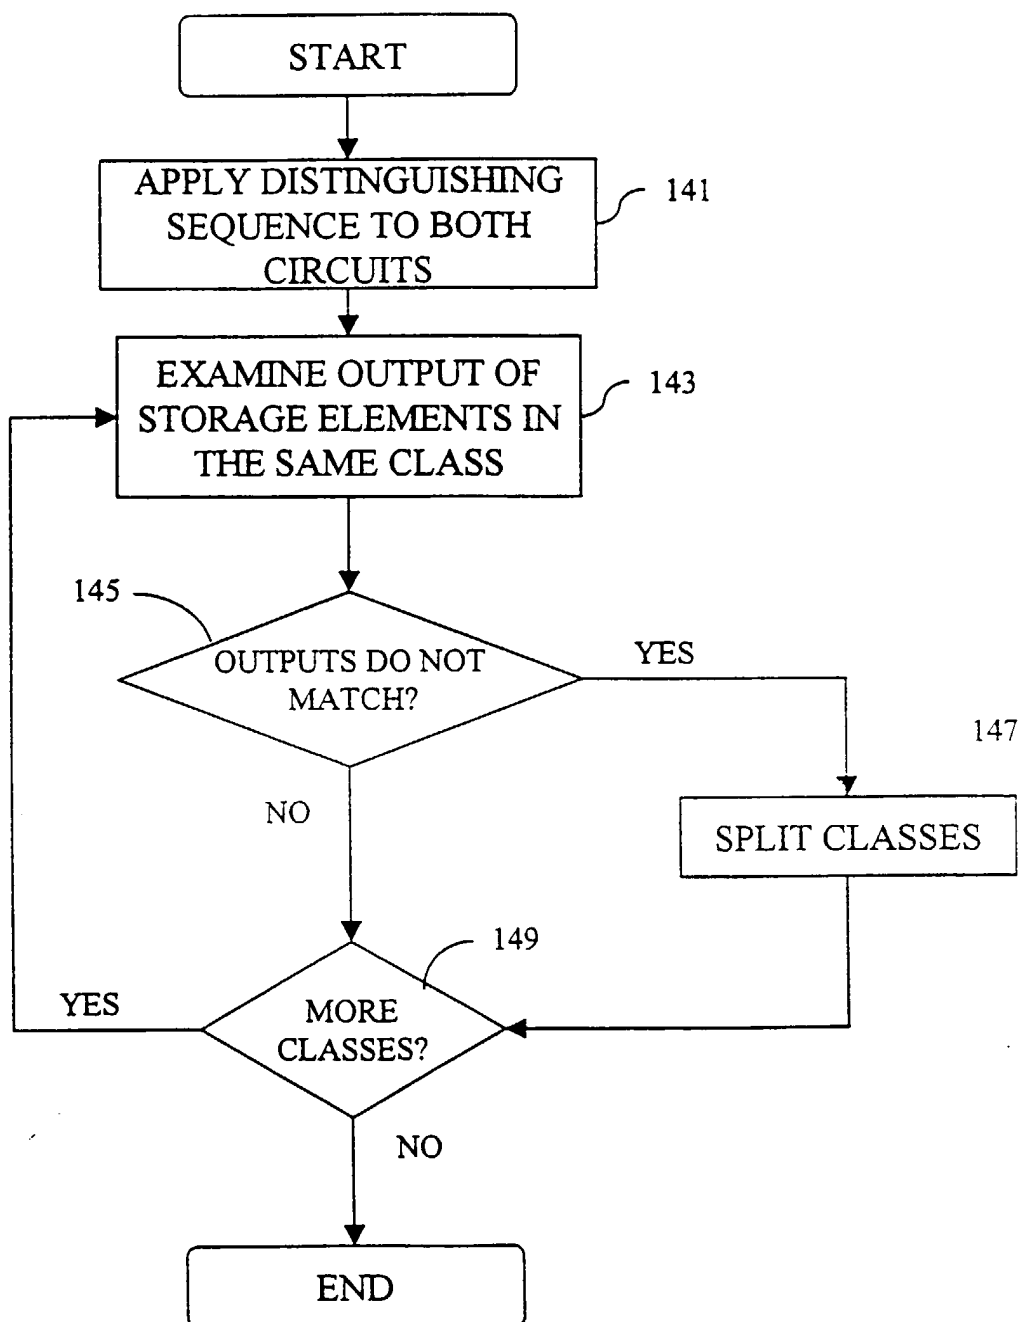 START
APPLY DISTINGUISHING
SEQUENCE TO BOTH
CIRCUITS
141
EXAMINE OUTPUT OF
STORAGE ELEMENTS IN
THE SAME CLASS
143
145
OUTPUTS DO NOT
MATCH?
YES
147
NO
SPLIT CLASSES
149
YES
MORE
CLASSES?
NO
END